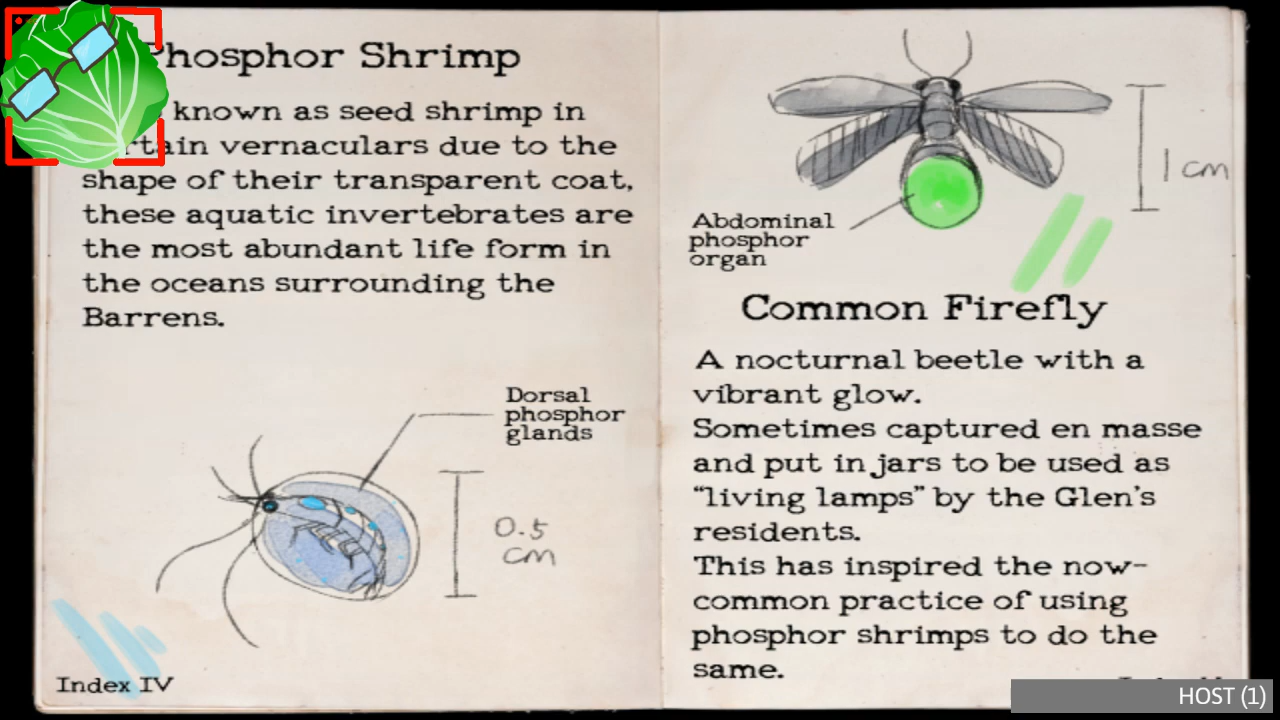 Phosphor Shrimp
known as seed shrimp in
vernaculars due to the
shape of their transparent coat,
these aquatic invertebrates are
the most abundant life form in
the oceans surrounding the
Barrens.
Dorsal
phosphor
glands
0.5
cm
Index IV
1 cm
Abdominal
phosphor
organ
Common Firefly
A nocturnal beetle with a
vibrant glow.
Sometimes captured en masse
and put in jars to be used as
“living lamps” by the Glen's
residents.
This has inspired the now-
common practice of using
phosphor shrimps to do the
same.
HOST (1)